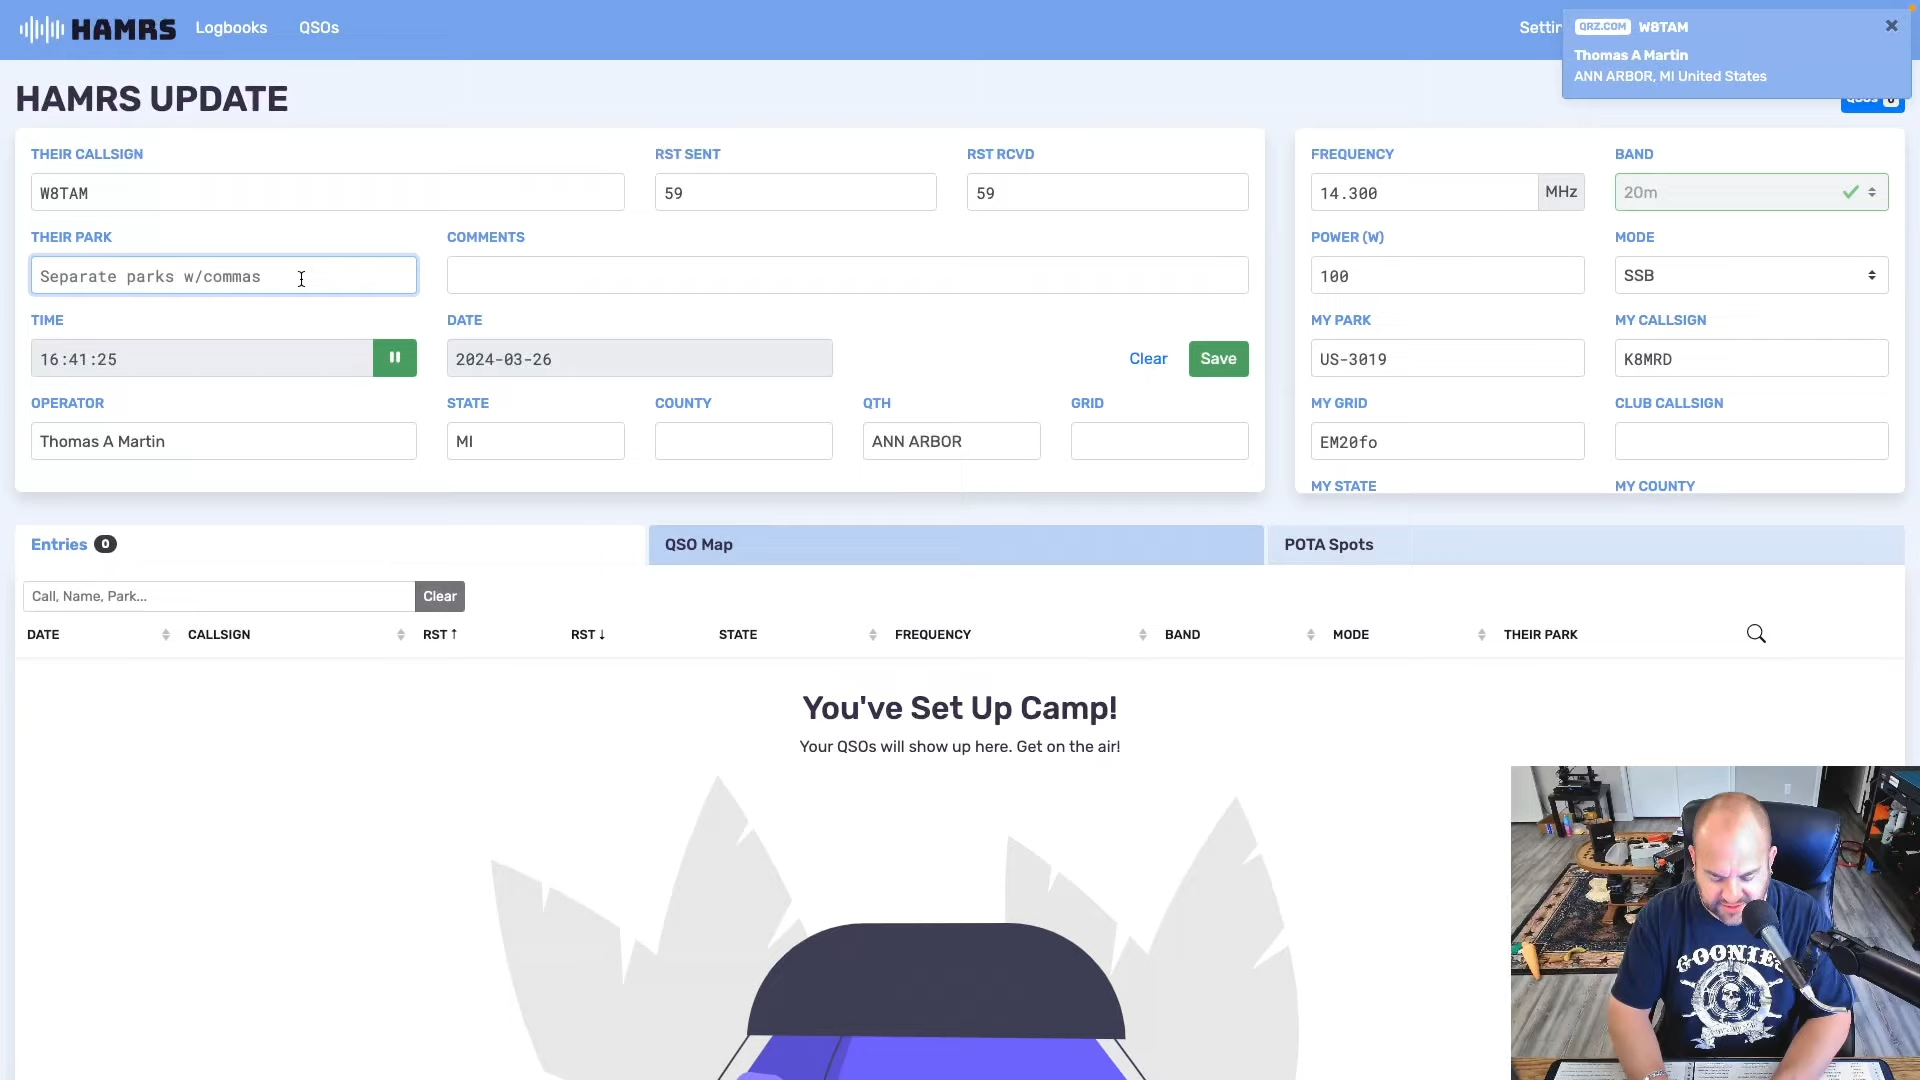 HAMRS Logbooks QSOs
QRZ.COM W8TAM
Thomas A Martin
ANN ARBOR, MI United States
HAMRS UPDATE
THEIR CALLSIGN RST SENT RST RCVD
W8TAM 59 59
THEIR PARK COMMENTS
Separate parks w/commas
TIME DATE
16:41:25 2024-03-26 Clear Save
OPERATOR STATE COUNTY QTH GRID
Thomas A Martin MI ANN ARBOR
FREQUENCY BAND
14.300 MHz 20m
POWER (W) MODE
100 SSB
MY PARK MY CALLSIGN
US-3019 K8MRD
MY GRID CLUB CALLSIGN
EM20fo
MY STATE MY COUNTY
Entries 0 QSO Map POTA Spots
Call, Name, Park... Clear
DATE CALLSIGN RST ↑ RST ↓ STATE FREQUENCY BAND MODE THEIR PARK
You've Set Up Camp!
Your QSOs will show up here. Get on the air!
GOONIES